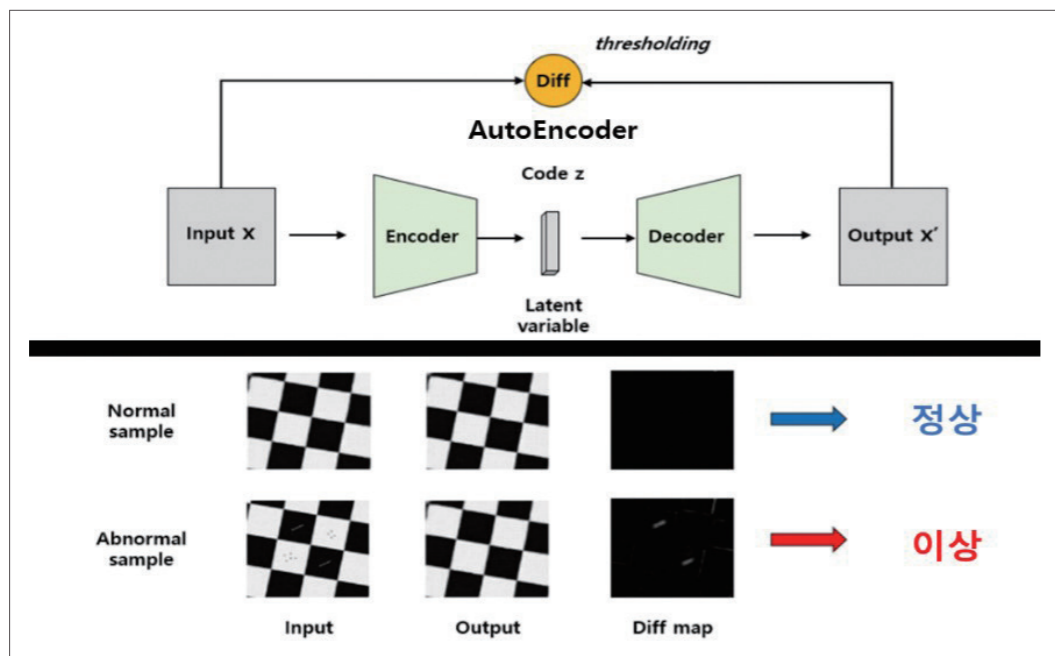 thresholding
Diff
AutoEncoder
Code z
Input X
Encoder
Decoder
Output X′
Latent
variable
Normal
sample
정상
Abnormal
sample
이상
Input
Output
Diff map